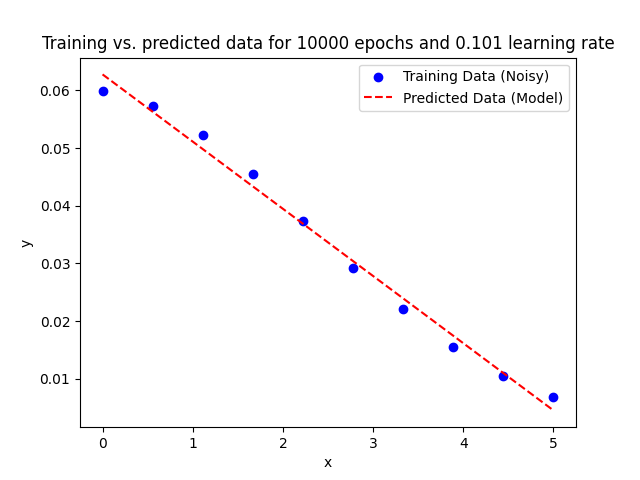 Training vs. predicted data for 10000 epochs and 0.101 learning rate
Training Data (Noisy)
Predicted Data (Model)
0.06
0.05
0.04
0.03
0.02
0.01
y
0 1 2 3 4 5
x